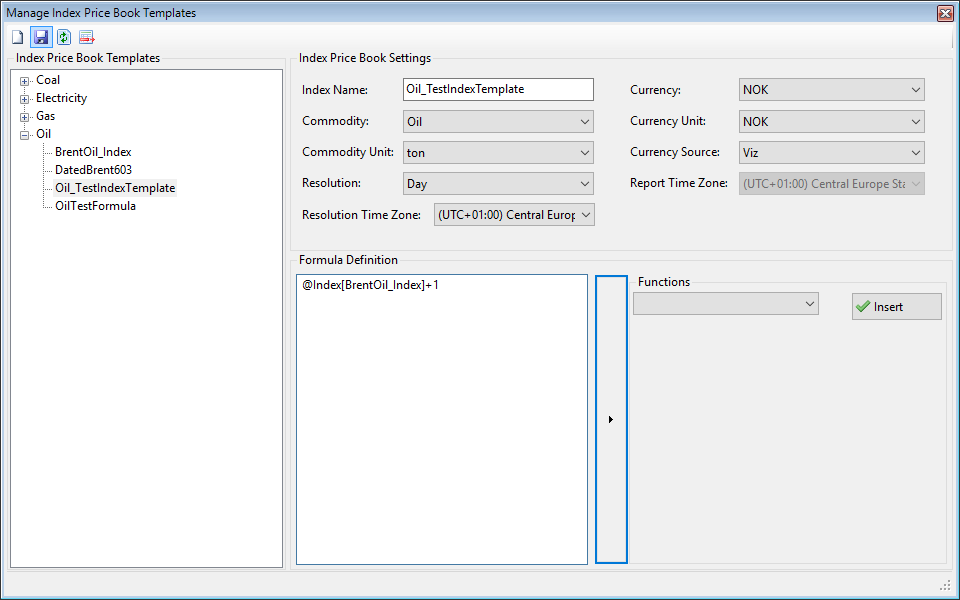 Manage Index Price Book Templates
Index Price Book Templates
Coal
Electricity
Gas
Oil
BrentOil_Index
DatedBrent603
Oil_TestIndexTemplate
OilTestFormula
Index Price Book Settings
Index Name: Oil_TestIndexTemplate
Commodity: Oil
Commodity Unit: ton
Resolution: Day
Resolution Time Zone: (UTC+01:00) Central Europ
Currency: NOK
Currency Unit: NOK
Currency Source: Viz
Report Time Zone: (UTC+01:00) Central Europe Sta
Formula Definition
@Index[BrentOil_Index]+1
Functions
Insert